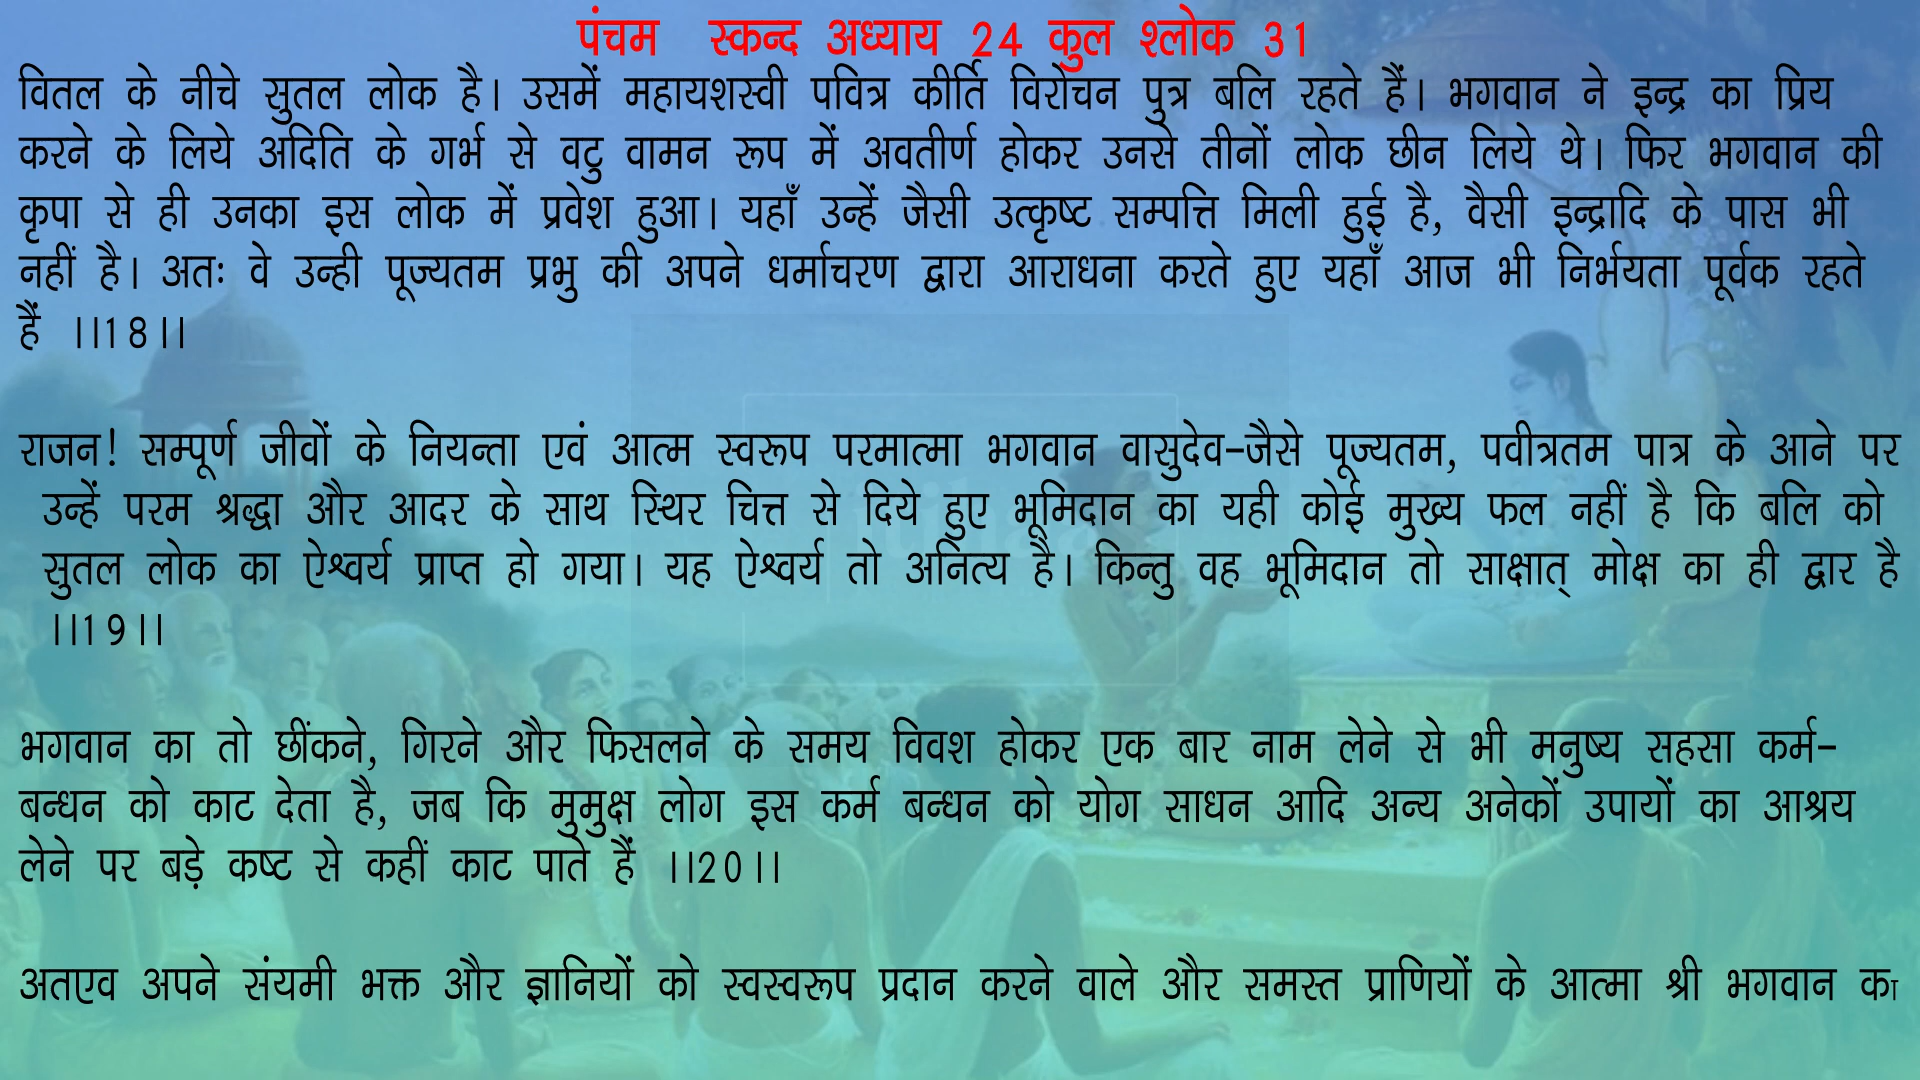 पंचम स्कन्द अध्याय 24 कुल श्लोक 31
वितल के नीचे सुतल लोक है। उसमें महायशस्वी पवित्र कीर्ति विरोचन पुत्र बलि रहते हैं। भगवान ने इन्द्र का प्रिय
करने के लिये अदिति के गर्भ से वटु वामन रूप में अवतीर्ण होकर उनसे तीनों लोक छीन लिये थे। फिर भगवान की
कृपा से ही उनका इस लोक में प्रवेश हुआ। यहाँ उन्हें जैसी उत्कृष्ट सम्पत्ति मिली हुई है, वैसी इन्द्रादि के पास भी
नहीं है। अतः वे उन्ही पूज्यतम प्रभु की अपने धर्माचरण द्वारा आराधना करते हुए यहाँ आज भी निर्भयता पूर्वक रहते
हैं ।।18।।
राजन! सम्पूर्ण जीवों के नियन्ता एवं आत्म स्वरूप परमात्मा भगवान वासुदेव-जैसे पूज्यतम, पवीत्रतम पात्र के आने पर
उन्हें परम श्रद्धा और आदर के साथ स्थिर चित्त से दिये हुए भूमिदान का यही कोई मुख्य फल नहीं है कि बलि को
सुतल लोक का ऐश्वर्य प्राप्त हो गया। यह ऐश्वर्य तो अनित्य है। किन्तु वह भूमिदान तो साक्षात् मोक्ष का ही द्वार है
।।19।।
भगवान का तो छींकने, गिरने और फिसलने के समय विवश होकर एक बार नाम लेने से भी मनुष्य सहसा कर्म-
बन्धन को काट देता है, जब कि मुमुक्ष लोग इस कर्म बन्धन को योग साधन आदि अन्य अनेकों उपायों का आश्रय
लेने पर बड़े कष्ट से कहीं काट पाते हैं ।।20।।
अतएव अपने संयमी भक्त और ज्ञानियों को स्वस्वरूप प्रदान करने वाले और समस्त प्राणियों के आत्मा श्री भगवान का